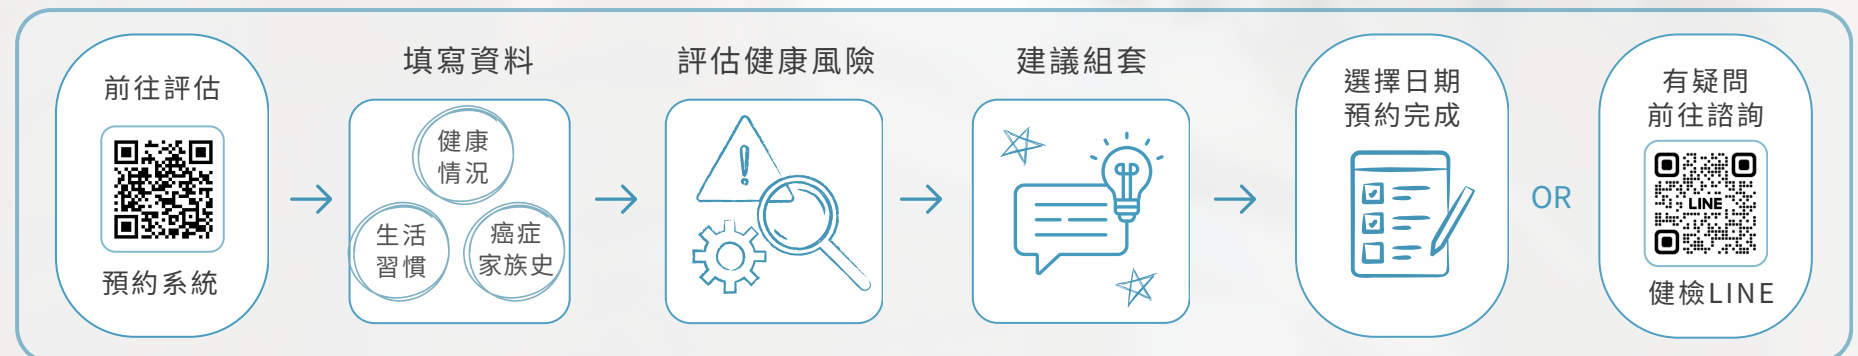 前往評估
預約系統
填寫資料
健康
情況
生活
習慣
癌症
家族史
評估健康風險
建議組套
選擇日期
預約完成
OR
有疑問
前往諮詢
LINE
健檢LINE